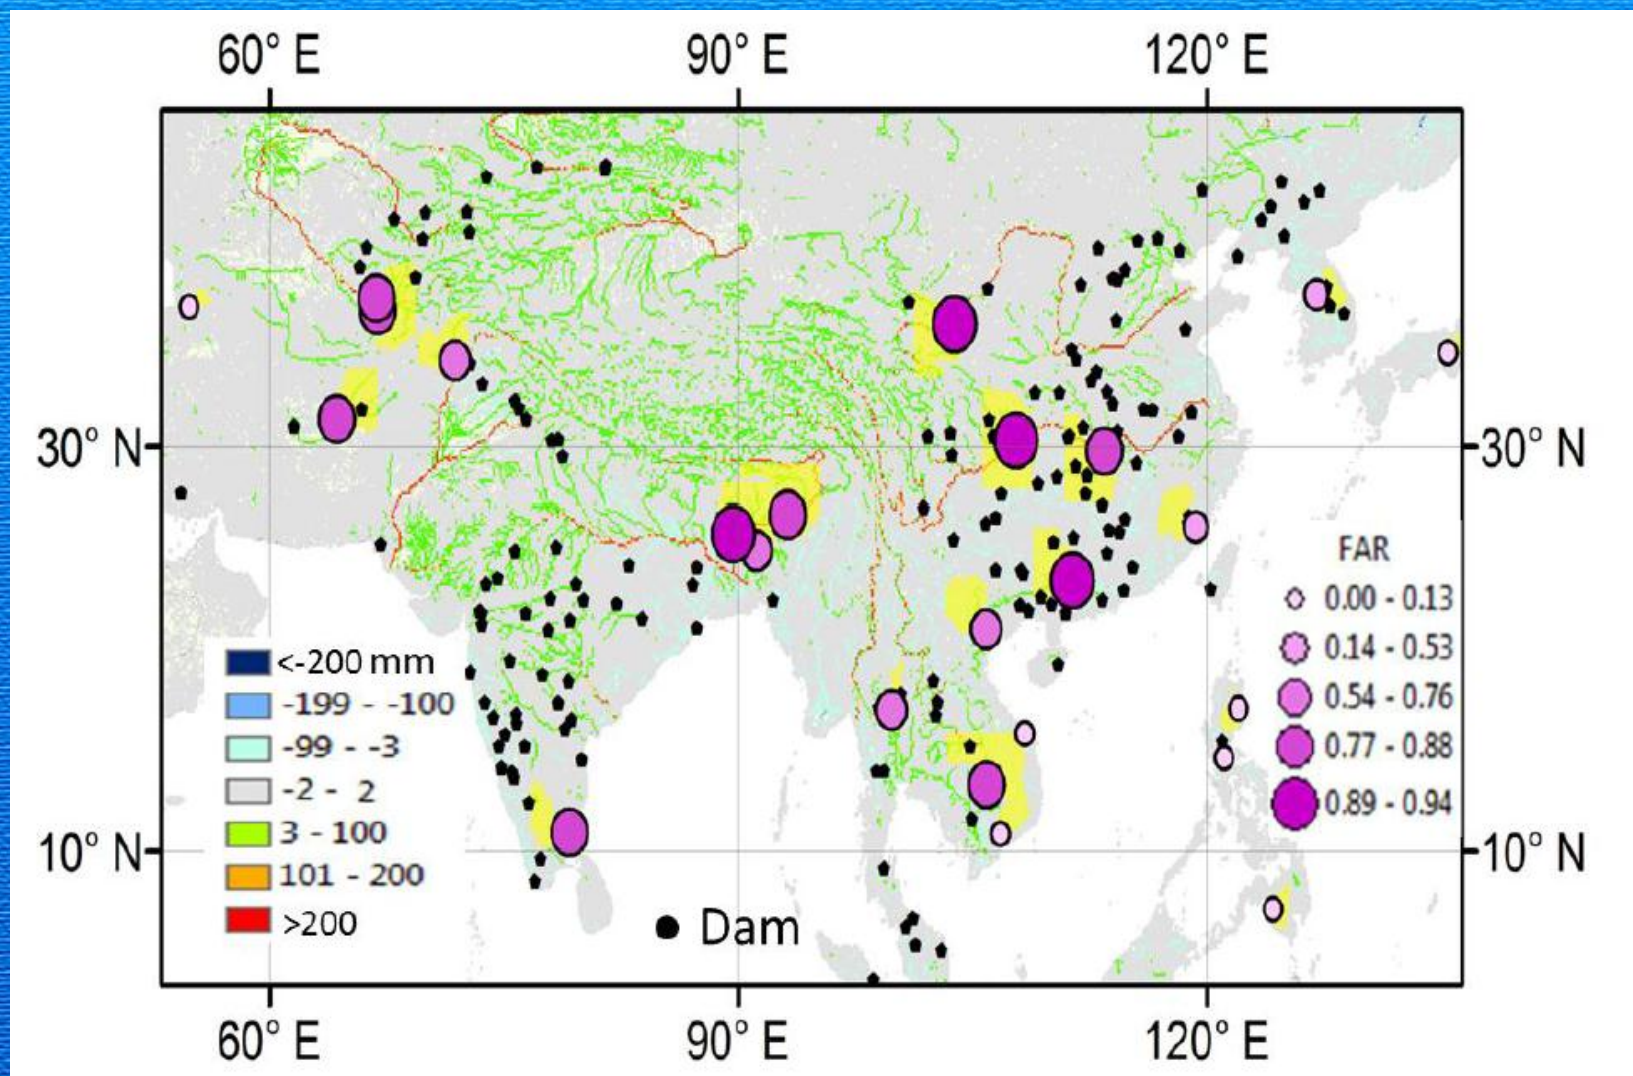 60° E 90° E 120° E
30° N 30° N
FAR
0.00 - 0.13
0.14 - 0.53
0.54 - 0.76
0.77 - 0.88
0.89 - 0.94
<-200 mm
-199 - -100
-99 - -3
-2 - 2
3 - 100
101 - 200
>200
10° N 10° N
Dam
60° E 90° E 120° E